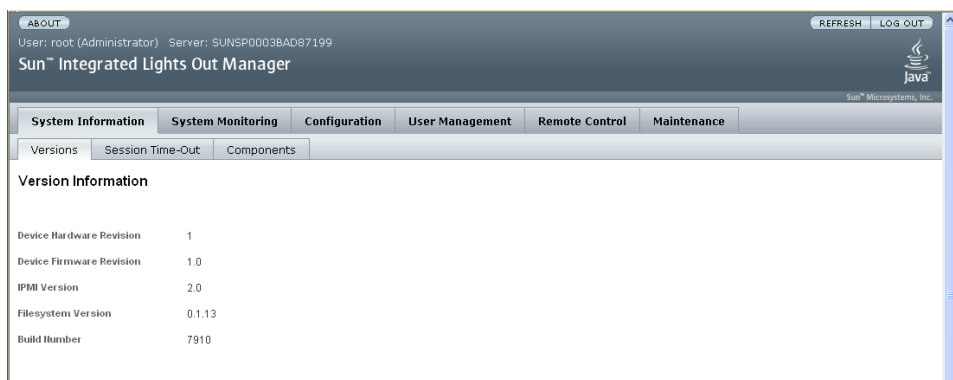 ABOUT REFRESH LOG OUT
User: root (Administrator) Server: SUNSP0003BAD87199
Sun™ Integrated Lights Out Manager
Java™
Sun™ Microsystems, Inc.
System Information System Monitoring Configuration User Management Remote Control Maintenance
Versions Session Time-Out Components
Version Information
Device Hardware Revision 1
Device Firmware Revision 1.0
IPMI Version 2.0
Filesystem Version 0.1.13
Build Number 7910